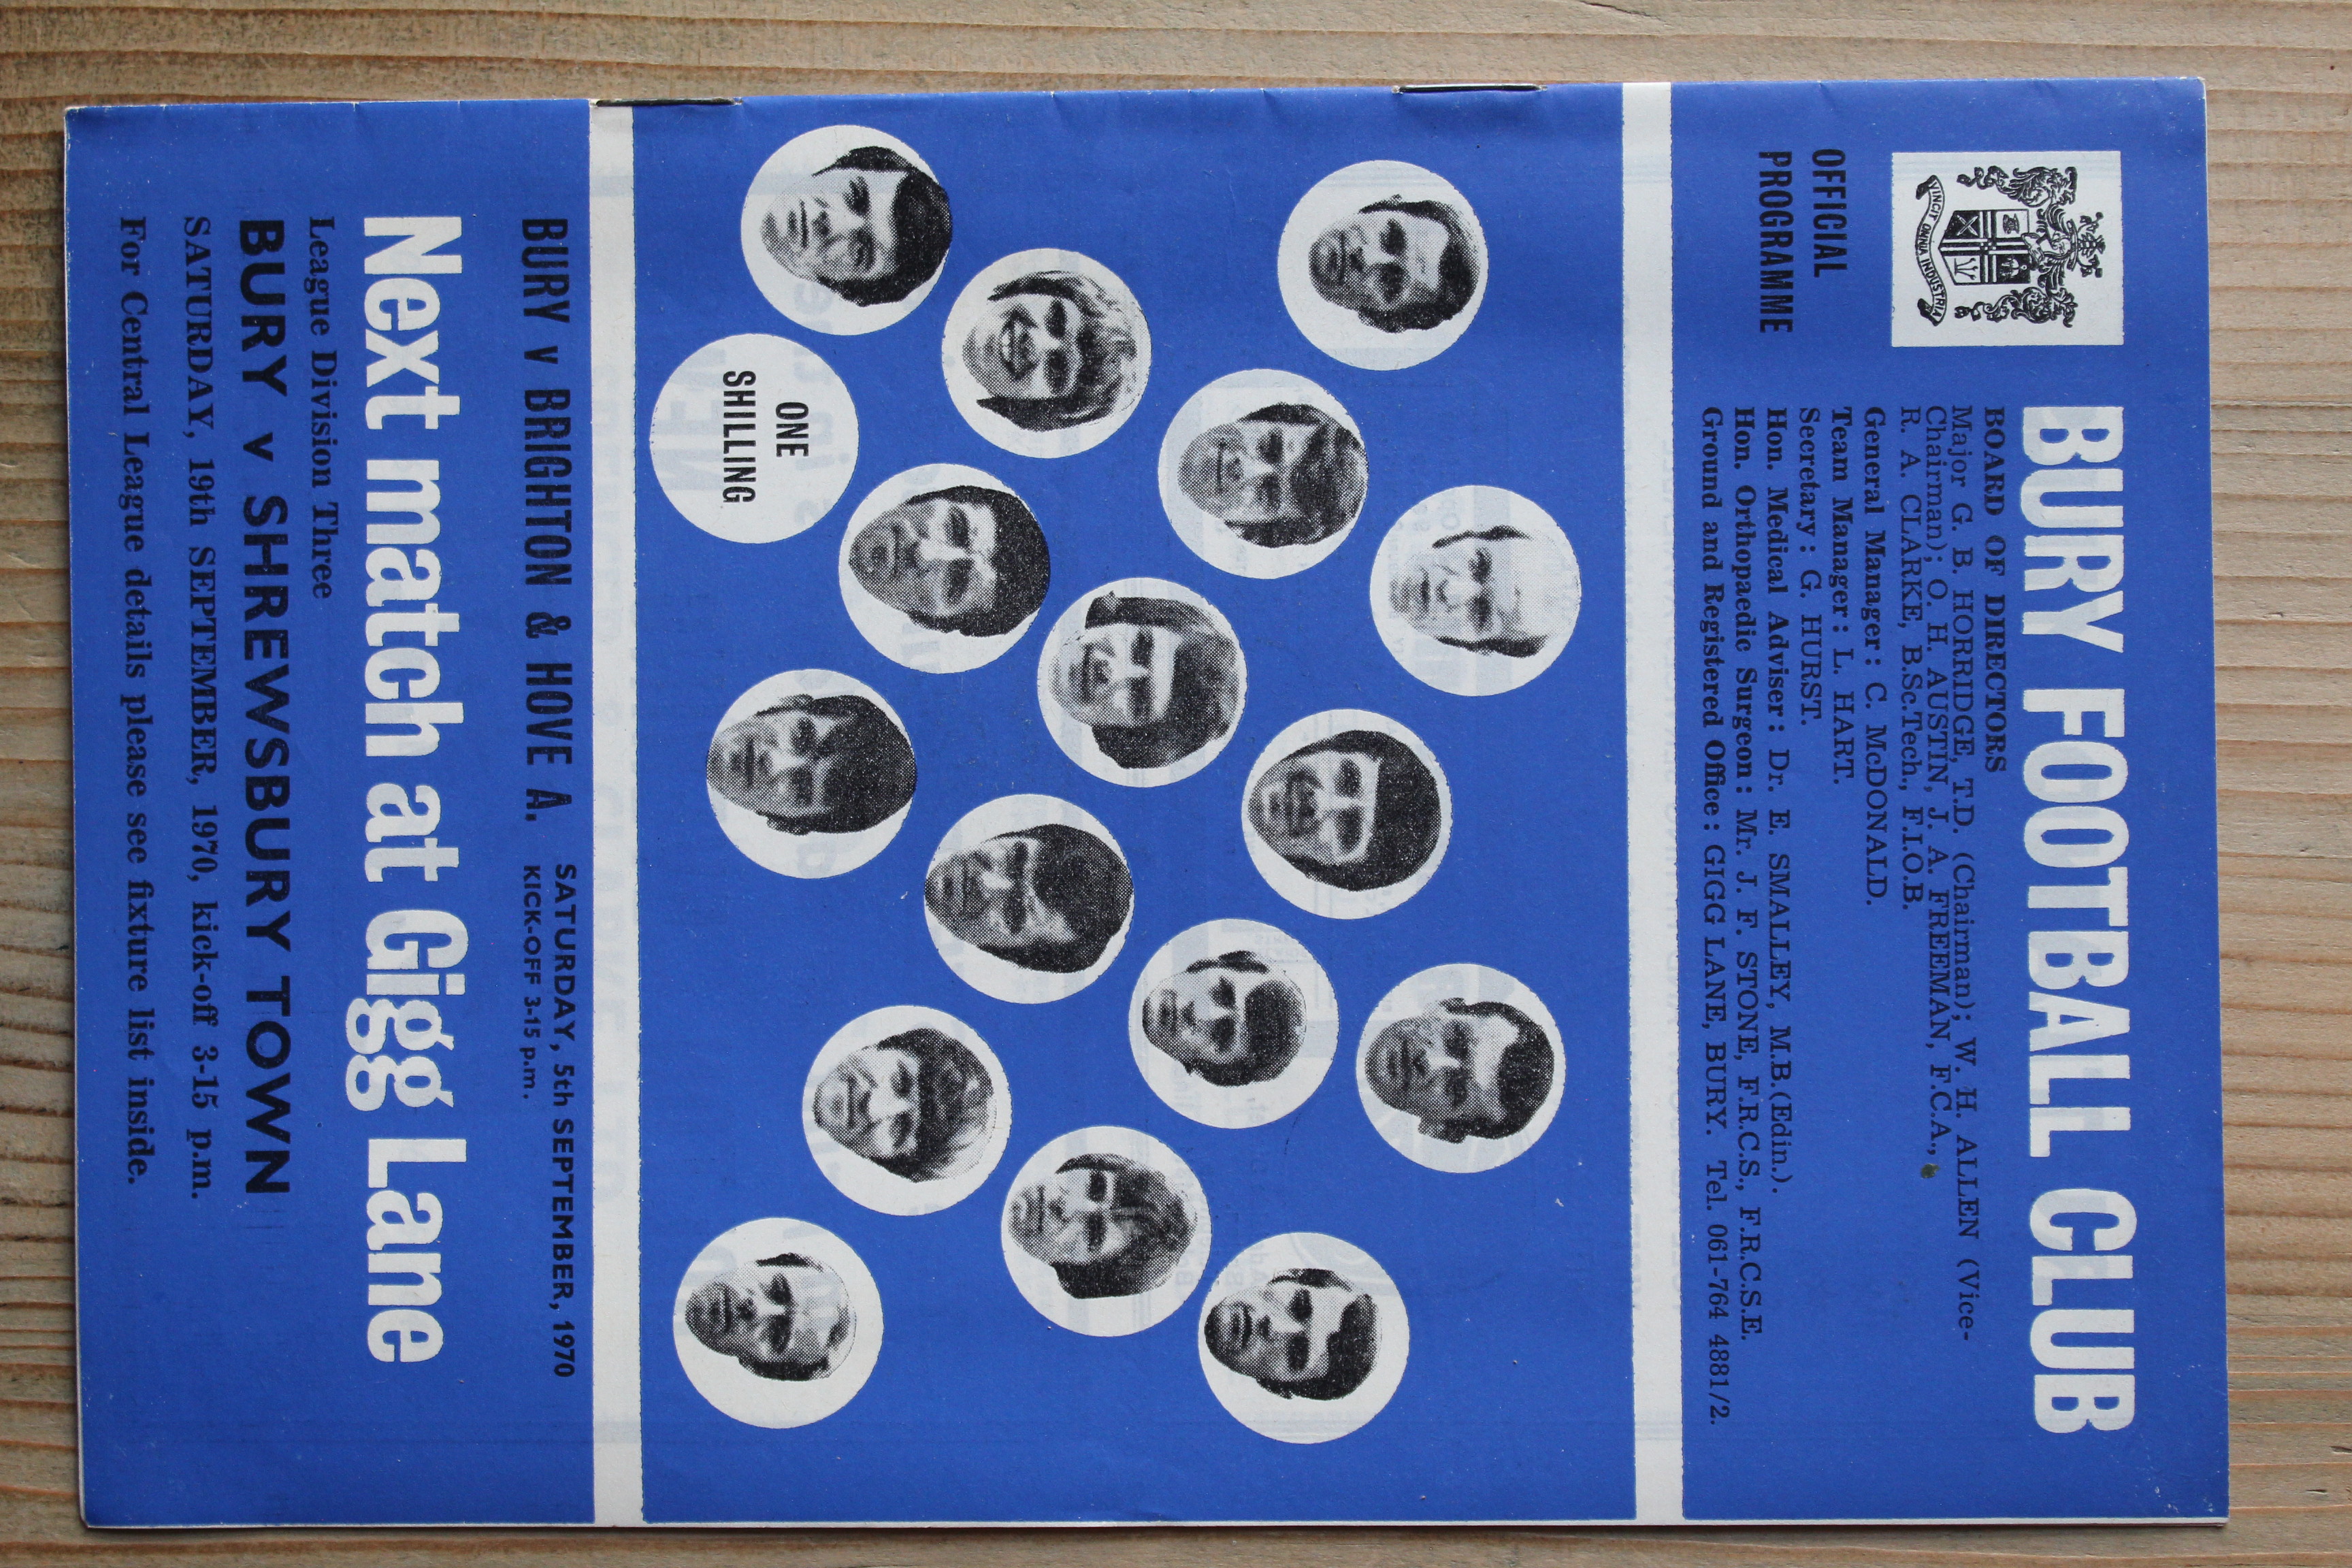 BURY FOOTBALL CLUB
VINCIT OMNIA INDUSTRIA
OFFICIAL
PROGRAMME
BOARD OF DIRECTORS
Major G. B. HORRIDGE, T.D. (Chairman); W. H. ALLEN (Vice-
Chairman); O. H. AUSTIN, J. A. FREEMAN, F.C.A.,
R. A. CLARKE, B.Sc.Tech., F.I.O.B.
General Manager: C. McDONALD.
Team Manager: L. HART.
Secretary: G. HURST.
Hon. Medical Adviser: Dr. E. SMALLEY, M.B.(Edin.).
Hon. Orthopaedic Surgeon: Mr. J. F. STONE, F.R.C.S., F.R.C.S.E.
Ground and Registered Office: GIGG LANE, BURY. Tel. 061-764 4881/2.
ONE
SHILLING
BURY v BRIGHTON & HOVE A.
SATURDAY, 5th SEPTEMBER, 1970
KICK-OFF 3-15 p.m.
Next match at Gigg Lane
League Division Three
BURY v SHREWSBURY TOWN
SATURDAY, 19th SEPTEMBER, 1970, kick-off 3-15 p.m.
For Central League details please see fixture list inside.